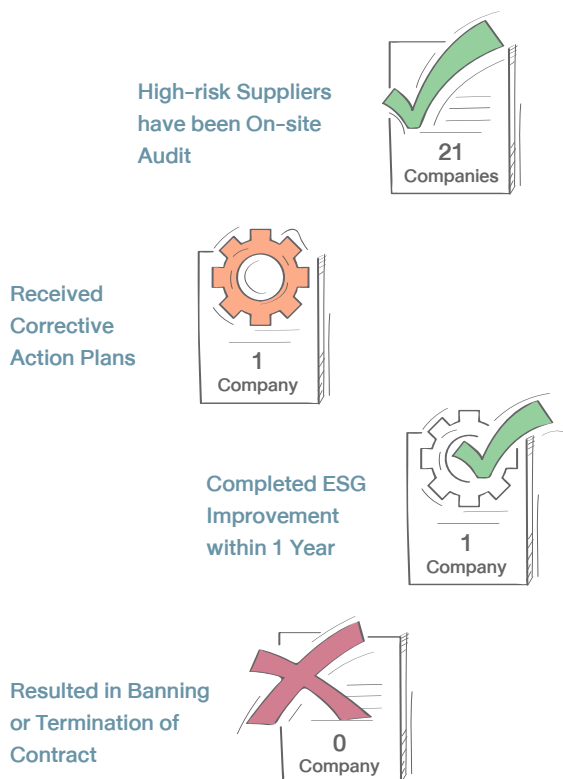 High-risk Suppliers
have been On-site
Audit
21
Companies
Received
Corrective
Action Plans
1
Company
Completed ESG
Improvement
within 1 Year
1
Company
Resulted in Banning
or Termination of
Contract
0
Company